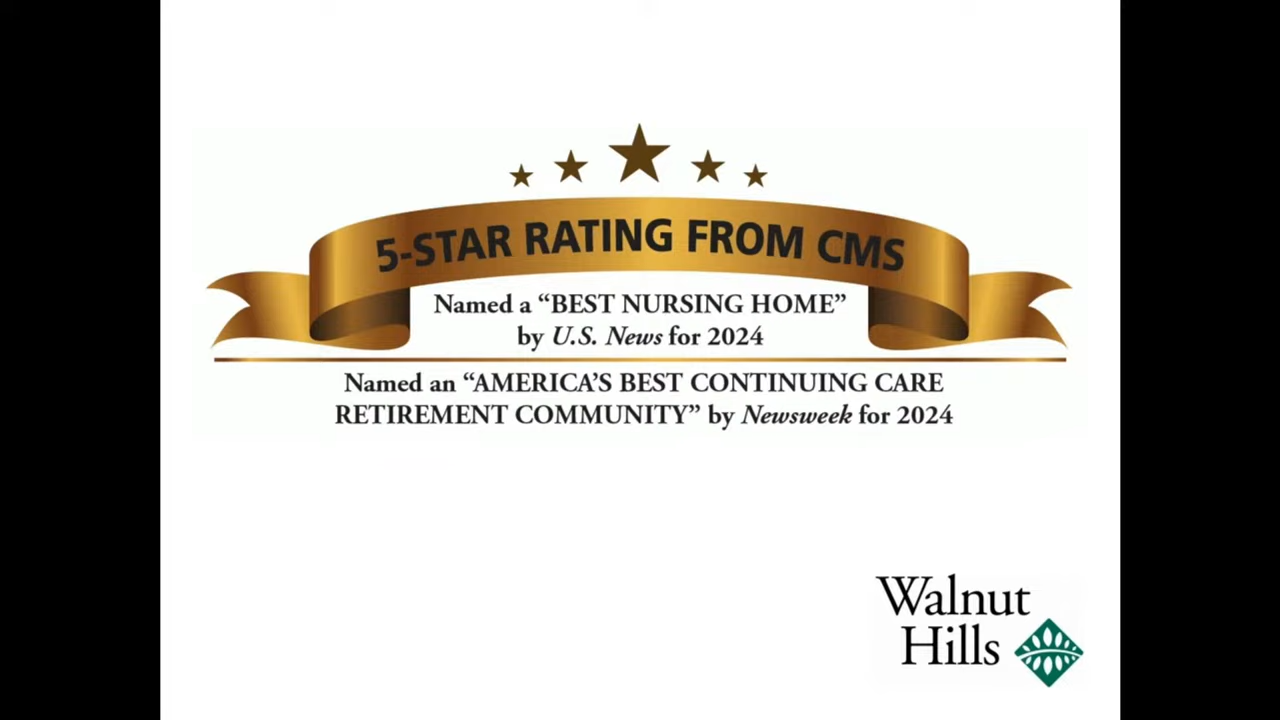 5-STAR RATING FROM CMS
Named a “BEST NURSING HOME”
by U.S. News for 2024
Named an “AMERICA’S BEST CONTINUING CARE
RETIREMENT COMMUNITY” by Newsweek for 2024
Walnut
Hills